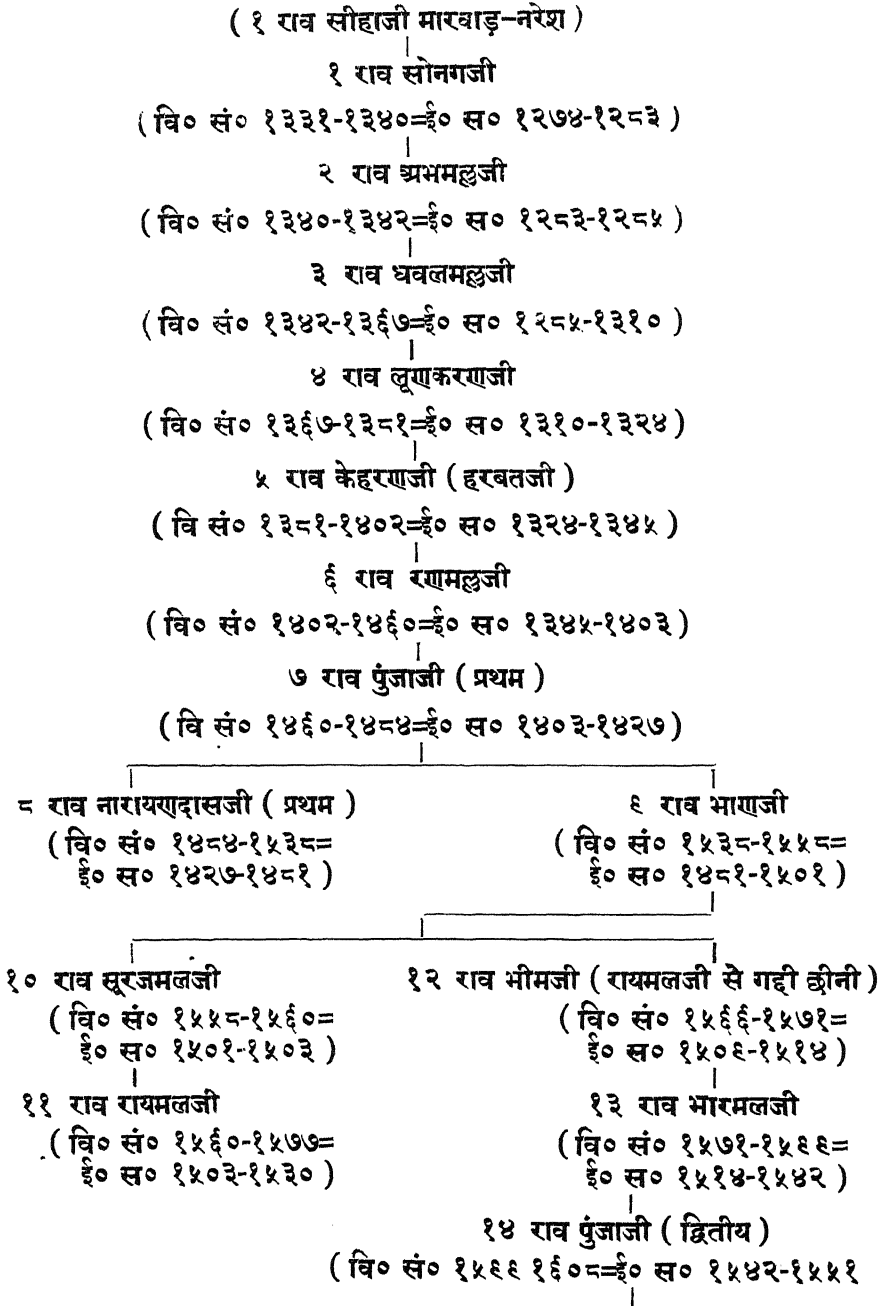 ( १ राव सीहाजी मारवाड़-नरेश )
१ राव सोनगजी
( वि० सं० १३३१-१३४०=ई० स० १२७४-१२८३ )
२ राव अभमल्लजी
( वि० सं० १३४०-१३४२=ई० स० १२८३-१२८५ )
३ राव धवलमल्लजी
( वि० सं० १३४२-१३६७=ई० स० १२८५-१३१० )
४ राव लूणकरणजी
( वि० सं० १३६७-१३८१=ई० स० १३१०-१३२४ )
५ राव केहरणजी ( हरबतजी )
( वि सं० १३८१-१४०२=ई० स० १३२४-१३४५ )
६ राव रणमल्लजी
( वि० सं० १४०२-१४६०=ई० स० १३४५-१४०३ )
७ राव पुंजाजी ( प्रथम )
( वि सं० १४६०-१४८४=ई० स० १४०३-१४२७ )
८ राव नारायणदासजी ( प्रथम )
( वि० सं० १४८४-१५३८=
ई० स० १४२७-१४८१ )
९ राव भाणजी
( वि० सं० १५३८-१५५८=
ई० स० १४८१-१५०१ )
१० राव सूरजमलजी
( वि० सं० १५५८-१५६०=
ई० स० १५०१-१५०३ )
११ राव रायमलजी
( वि० सं० १५६०-१५७७=
ई० स० १५०३-१५३० )
१२ राव भीमजी ( रायमलजी से गद्दी छीनी )
( वि० सं० १५६६-१५७१=
ई० स० १५०९-१५१४ )
१३ राव भारमलजी
( वि० सं० १५७१-१५९९=
ई० स० १५१४-१५४२ )
१४ राव पुंजाजी ( द्वितीय )
( वि० सं० १५९९ १६०८=ई० स० १५४२-१५५१